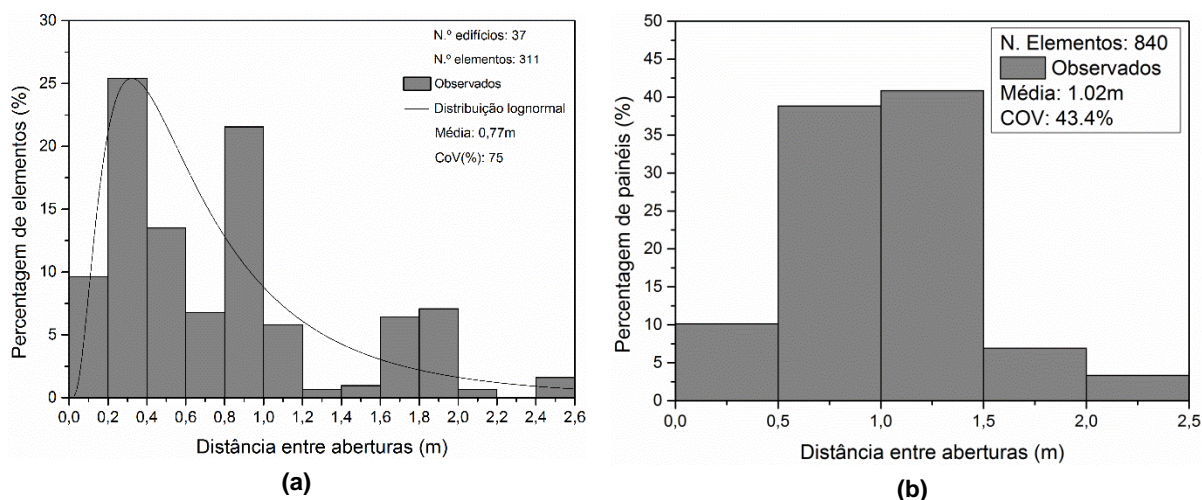 30
25
20
15
10
5
0
Percentagem de elementos (%)
N.º edifícios: 37
N.º elementos: 311
Observados
Distribuição lognormal
Média: 0,77m
CoV(%): 75
0,0 0,2 0,4 0,6 0,8 1,0 1,2 1,4 1,6 1,8 2,0 2,2 2,4 2,6
Distância entre aberturas (m)
(a)
50
45
40
35
30
25
20
15
10
5
0
Percentagem de painéis (%)
N. Elementos: 840
Observados
Média: 1.02m
COV: 43.4%
0,0 0,5 1,0 1,5 2,0 2,5
Distância entre aberturas (m)
(b)